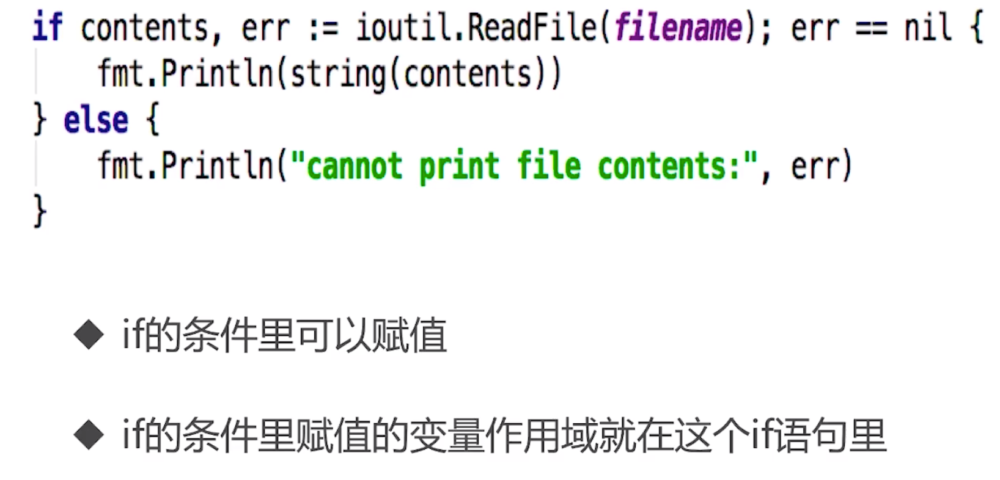 if contents, err := ioutil.ReadFile(filename); err == nil {
    fmt.Println(string(contents))
} else {
    fmt.Println("cannot print file contents:", err)
}
◆ if的条件里可以赋值
◆ if的条件里赋值的变量作用域就在这个if语句里